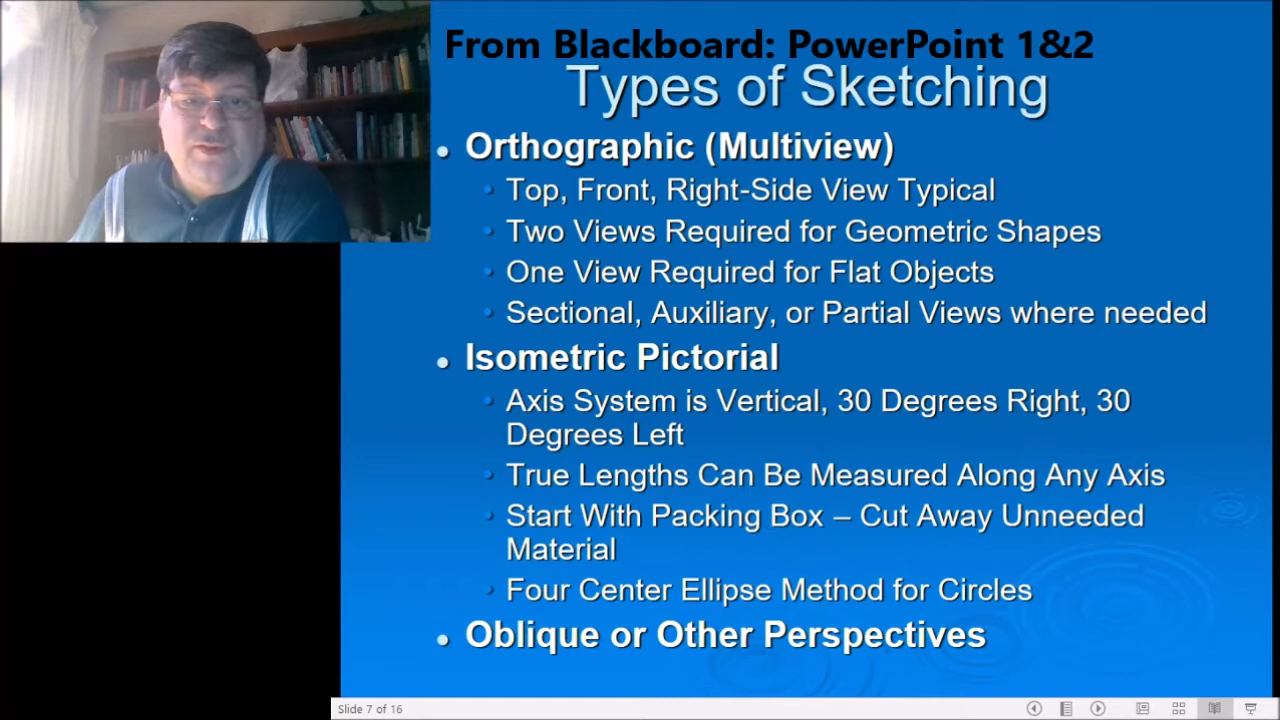 From Blackboard: PowerPoint 1&2
Types of Sketching
Orthographic (Multiview)
Top, Front, Right-Side View Typical
Two Views Required for Geometric Shapes
One View Required for Flat Objects
Sectional, Auxiliary, or Partial Views where needed
Isometric Pictorial
Axis System is Vertical, 30 Degrees Right, 30
Degrees Left
True Lengths Can Be Measured Along Any Axis
Start With Packing Box – Cut Away Unneeded
Material
Four Center Ellipse Method for Circles
Oblique or Other Perspectives
Slide 7 of 16